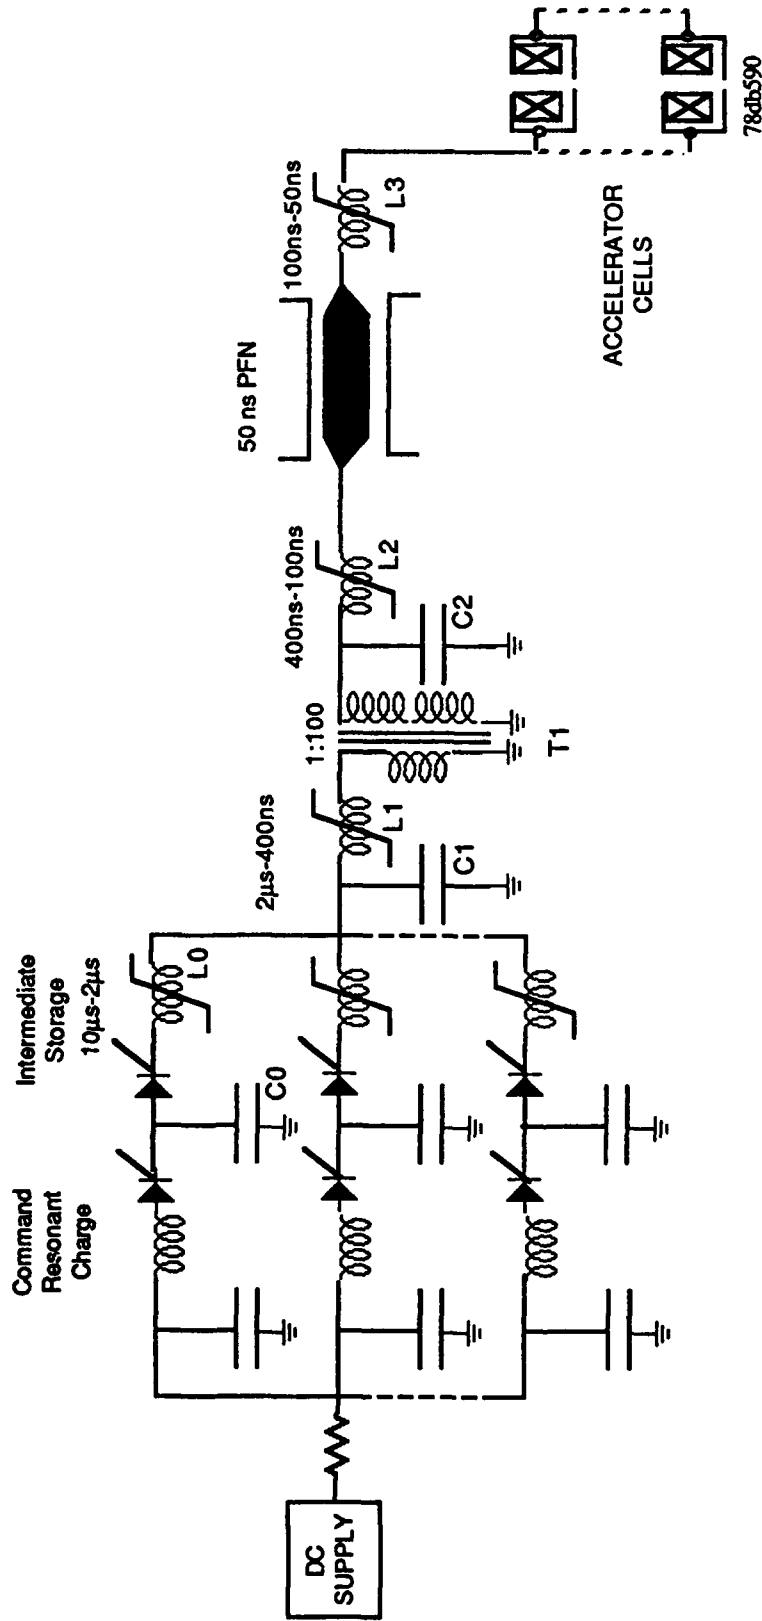 DC
SUPPLY
Command
Resonant
Charge
Intermediate
Storage
10μs-2μs
L0
C0
2μs-400ns
L1
C1
1:100
T1
400ns-100ns
L2
C2
50 ns PFN
100ns-50ns
L3
ACCELERATOR
CELLS
78db590